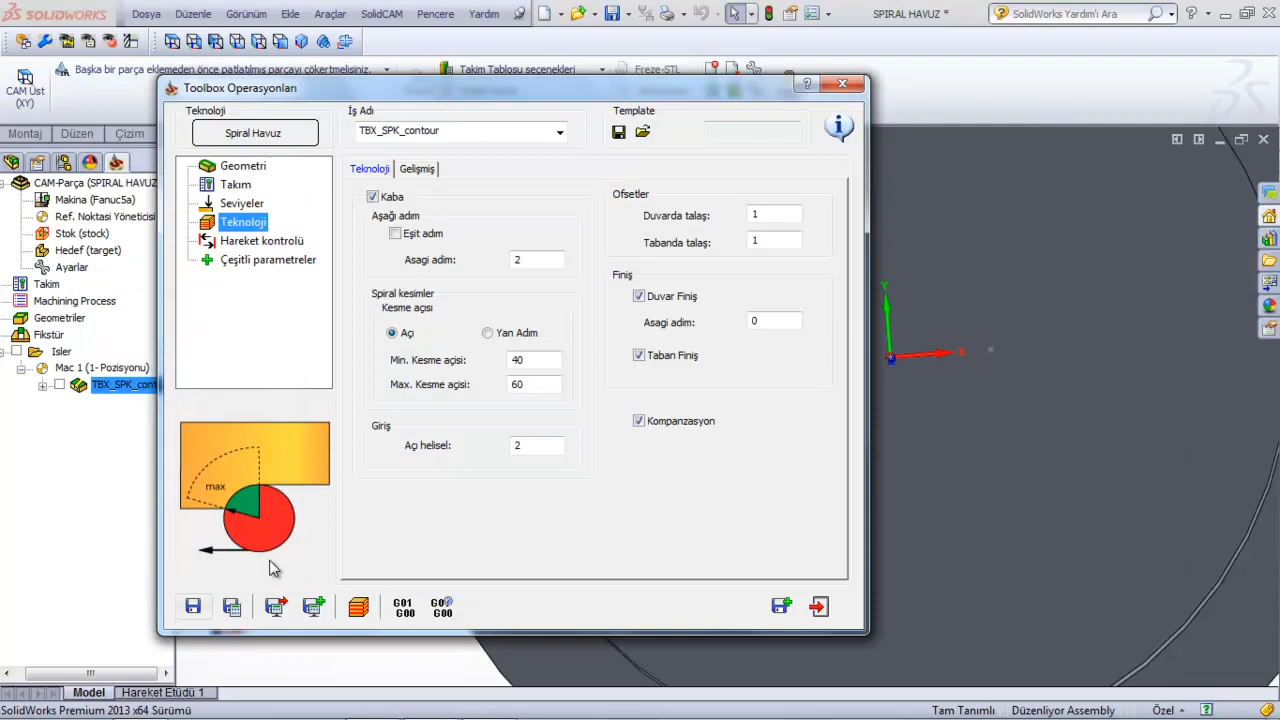 SOLIDWORKS
Dosya Düzenle Görünüm Ekle Araçlar SolidCAM Pencere Yardım
SPIRAL HAVUZ *
SolidWorks Yardım'ı Ara
CAM Üst
(XY)
Başka bir parça eklemeden önce patlatılmış parçayı çökertmelisiniz.
Takım Tablosu seçenekleri
Freze-STL
Montaj Düzen Çizim
Toolbox Operasyonları
Teknoloji
Spiral Havuz
İş Adı
TBX_SPK_contour
Template
Geometri
Takım
Seviyeler
Teknoloji
Hareket kontrolü
Çeşitli parametreler
max
Teknoloji Gelişmiş
Kaba
Aşağı adım
Eşit adım
Asagi adim: 2
Spiral kesimler
Kesme açısı
Açı Yan Adım
Min. Kesme açisi: 40
Max. Kesme açisi: 60
Giriş
Açı helisel: 2
Ofsetler
Duvarda talaş: 1
Tabanda talaş: 1
Finiş
Duvar Finiş
Asagi adim: 0
Taban Finiş
Kompanzasyon
G01
G00
G00
CAM-Parça (SPIRAL HAVUZ
Makina (Fanuc5a)
Ref. Noktası Yöneticisi
Stok (stock)
Hedef (target)
Ayarlar
Takim
Machining Process
Geometriler
Fikstür
Isler
Mac 1 (1- Pozisyonu)
TBX_SPK_cont
Y
X
Model Hareket Etüdü 1
SolidWorks Premium 2013 x64 Sürümü
Tam Tanımlı Düzenliyor Assembly Özel